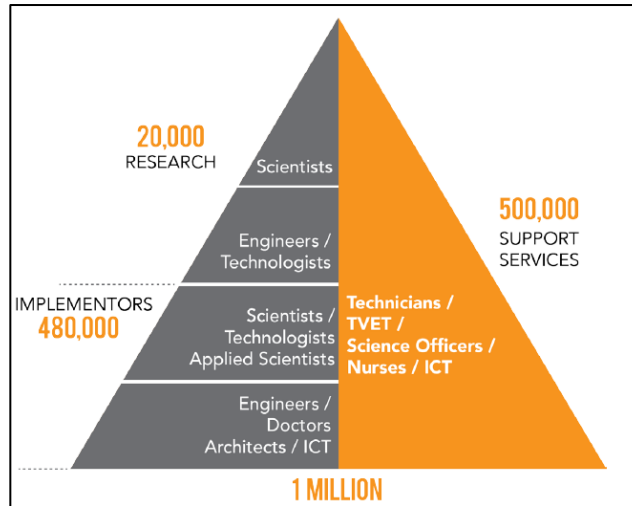 20,000
RESEARCH
Scientists
Engineers /
Technologists
IMPLEMENTORS
480,000
Scientists /
Technologists
Applied Scientists
Engineers /
Doctors
Architects / ICT
Technicians /
TVET /
Science Officers /
Nurses / ICT
500,000
SUPPORT
SERVICES
1 MILLION